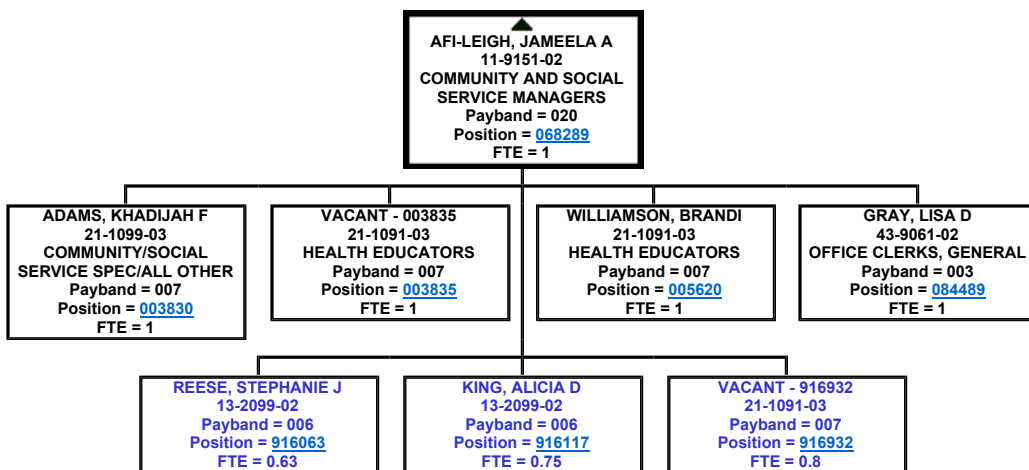 AFI-LEIGH, JAMEELA A
11-9151-02
COMMUNITY AND SOCIAL
SERVICE MANAGERS
Payband = 020
Position = 068289
FTE = 1
ADAMS, KHADIJAH F
21-1099-03
COMMUNITY/SOCIAL
SERVICE SPEC/ALL OTHER
Payband = 007
Position = 003830
FTE = 1
VACANT - 003835
21-1091-03
HEALTH EDUCATORS
Payband = 007
Position = 003835
FTE = 1
WILLIAMSON, BRANDI
21-1091-03
HEALTH EDUCATORS
Payband = 007
Position = 005620
FTE = 1
GRAY, LISA D
43-9061-02
OFFICE CLERKS, GENERAL
Payband = 003
Position = 084489
FTE = 1
REESE, STEPHANIE J
13-2099-02
Payband = 006
Position = 916063
FTE = 0.63
KING, ALICIA D
13-2099-02
Payband = 006
Position = 916117
FTE = 0.75
VACANT - 916932
21-1091-03
Payband = 007
Position = 916932
FTE = 0.8